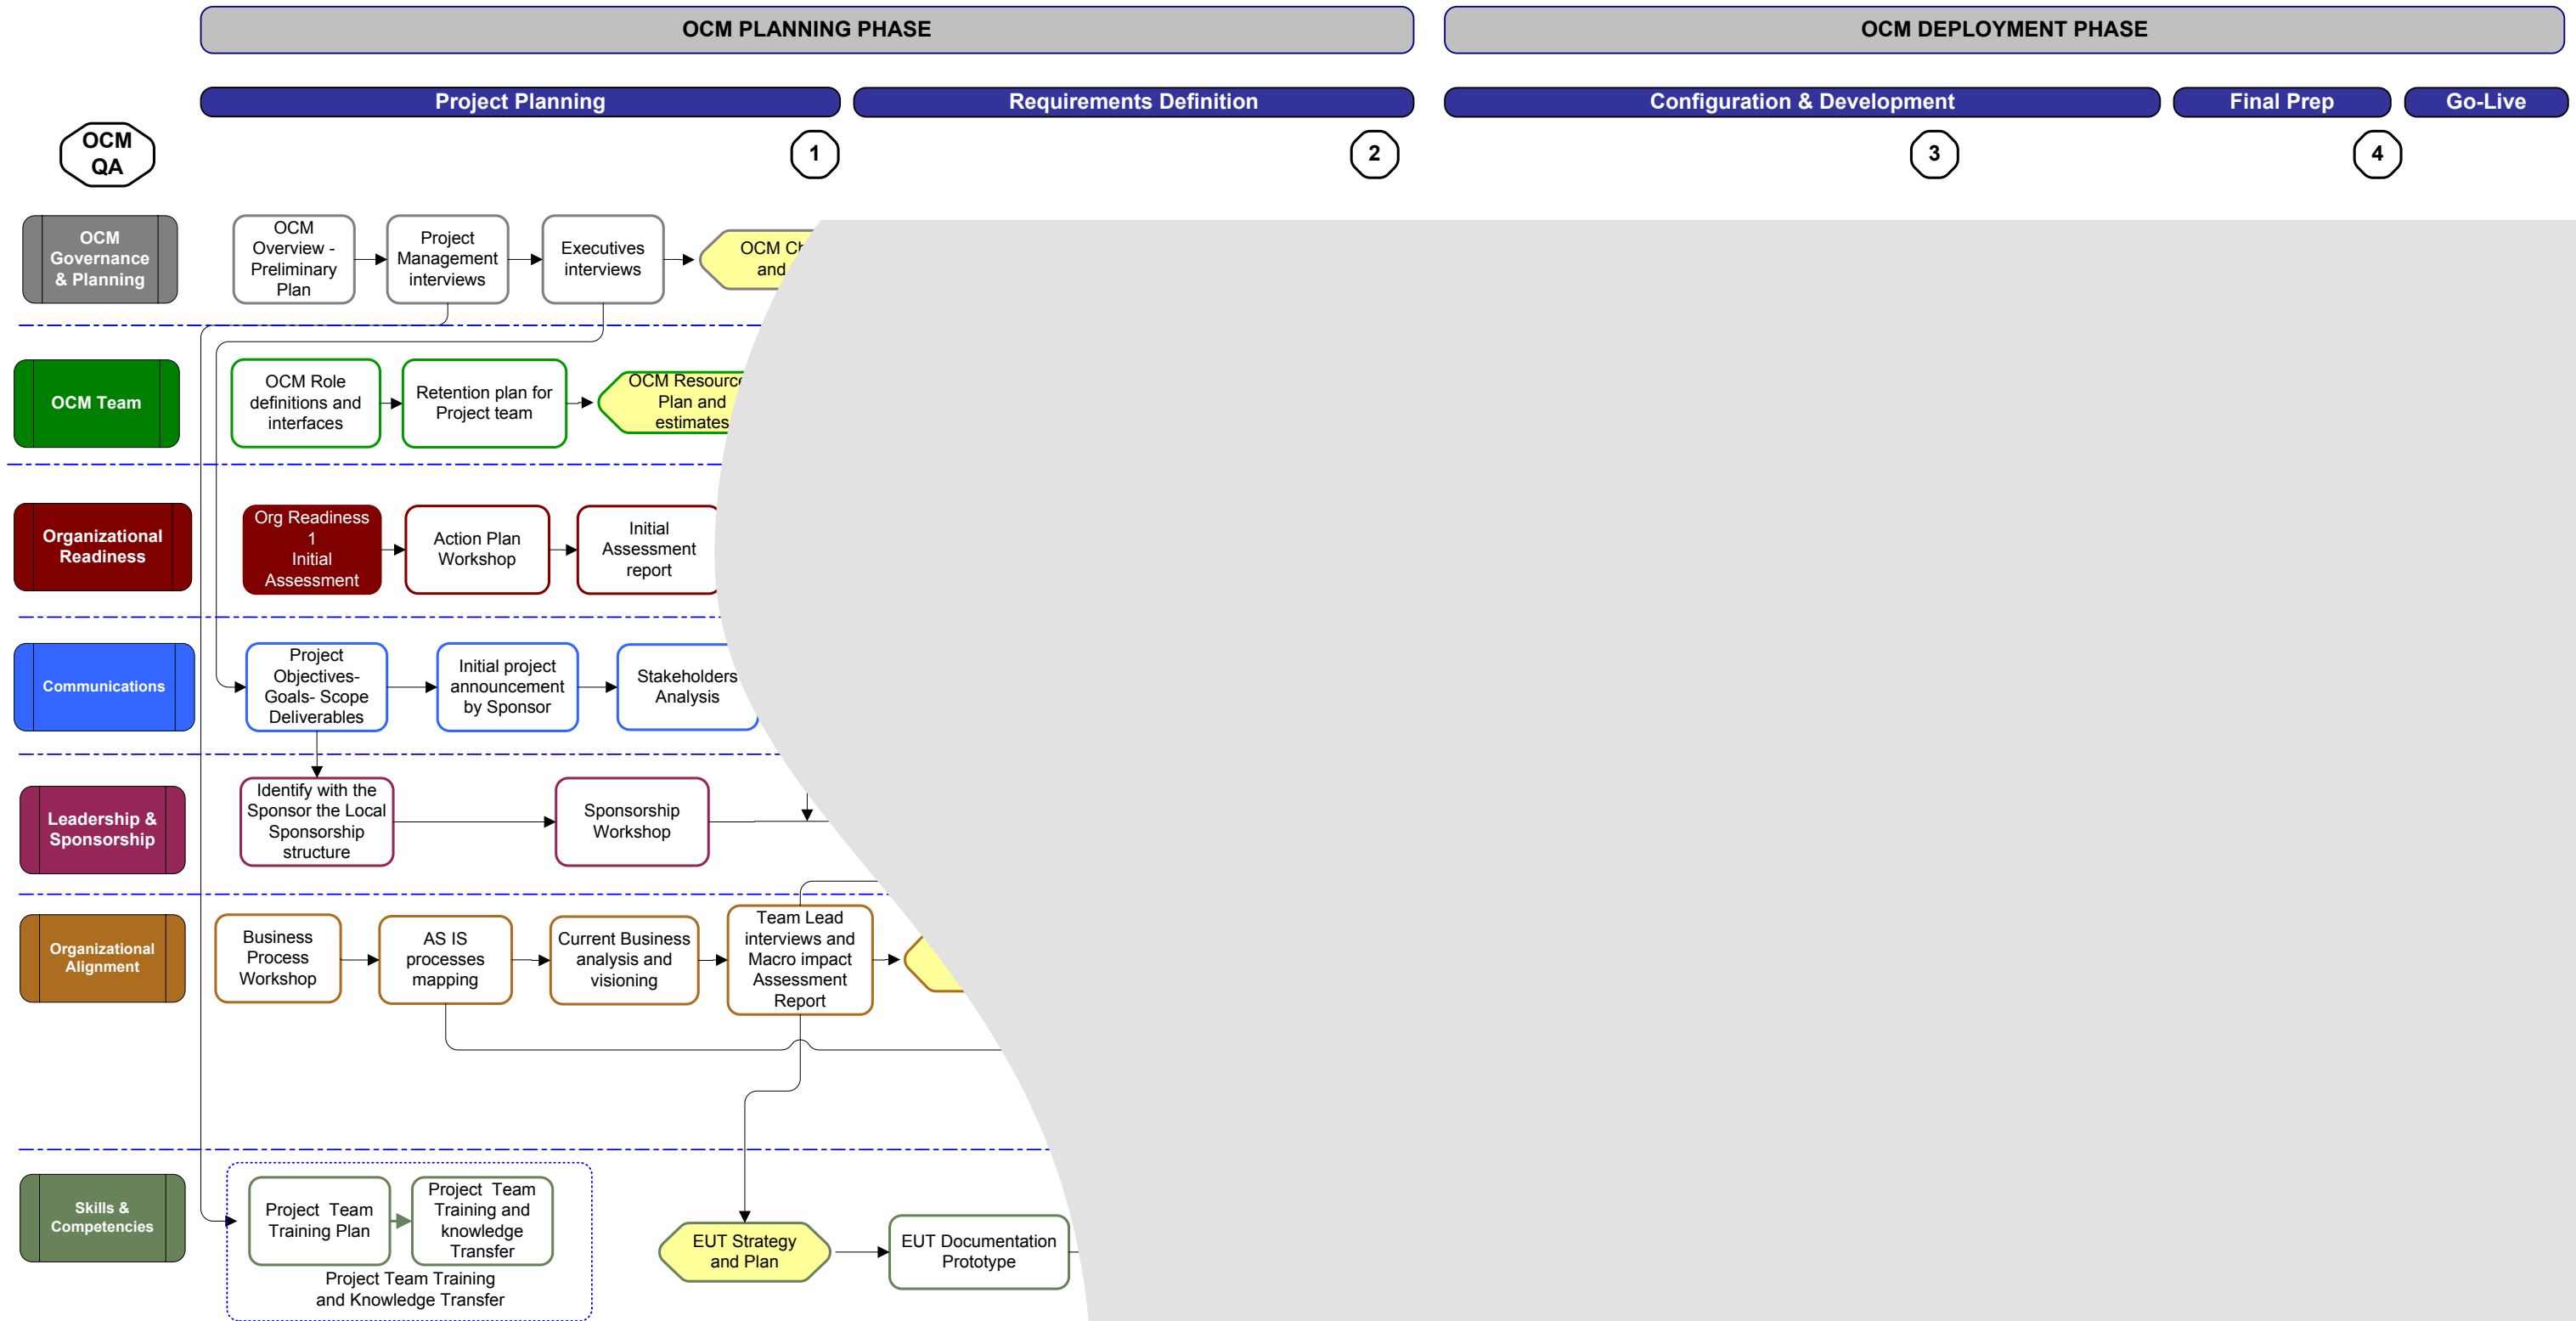 OCM PLANNING PHASE
OCM DEPLOYMENT PHASE
Project Planning
Requirements Definition
Configuration & Development
Final Prep
Go-Live
OCM
QA
1
2
3
4
OCM
Governance
& Planning
OCM
Overview -
Preliminary
Plan
Project
Management
interviews
Executives
interviews
OCM
and
OCM Team
OCM Role
definitions and
interfaces
Retention plan for
Project team
OCM Resource
Plan and
estimates
Organizational
Readiness
Org Readiness
1
Initial
Assessment
Action Plan
Workshop
Initial
Assessment
report
Communications
Project
Objectives-
Goals- Scope
Deliverables
Initial project
announcement
by Sponsor
Stakeholders
Analysis
Leadership &
Sponsorship
Identify with the
Sponsor the Local
Sponsorship
structure
Sponsorship
Workshop
Organizational
Alignment
Business
Process
Workshop
AS IS
processes
mapping
Current Business
analysis and
visioning
Team Lead
interviews and
Macro impact
Assessment
Report
Skills &
Competencies
Project Team
Training Plan
Project Team
Training and
knowledge
Transfer
Project Team Training
and Knowledge Transfer
EUT Strategy
and Plan
EUT Documentation
Prototype